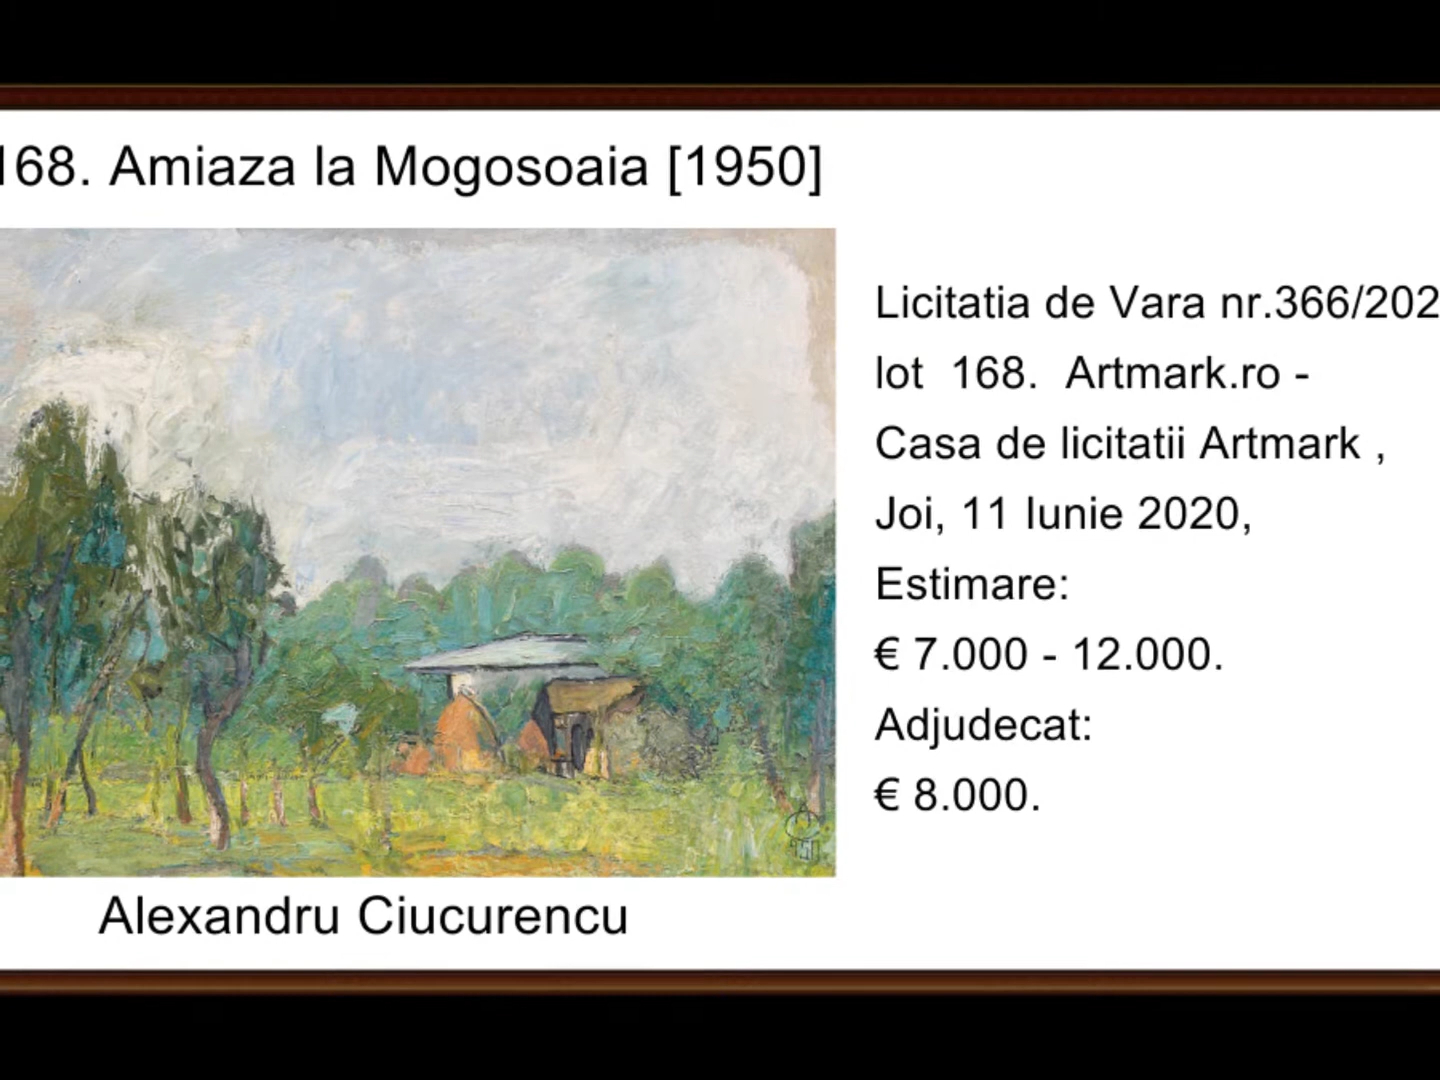 168. Amiaza la Mogosoaia [1950]
Licitatia de Vara nr.366/202
lot 168. Artmark.ro -
Casa de licitatii Artmark ,
Joi, 11 Iunie 2020,
Estimare:
€ 7.000 - 12.000.
Adjudecat:
€ 8.000.
Alexandru Ciucurencu